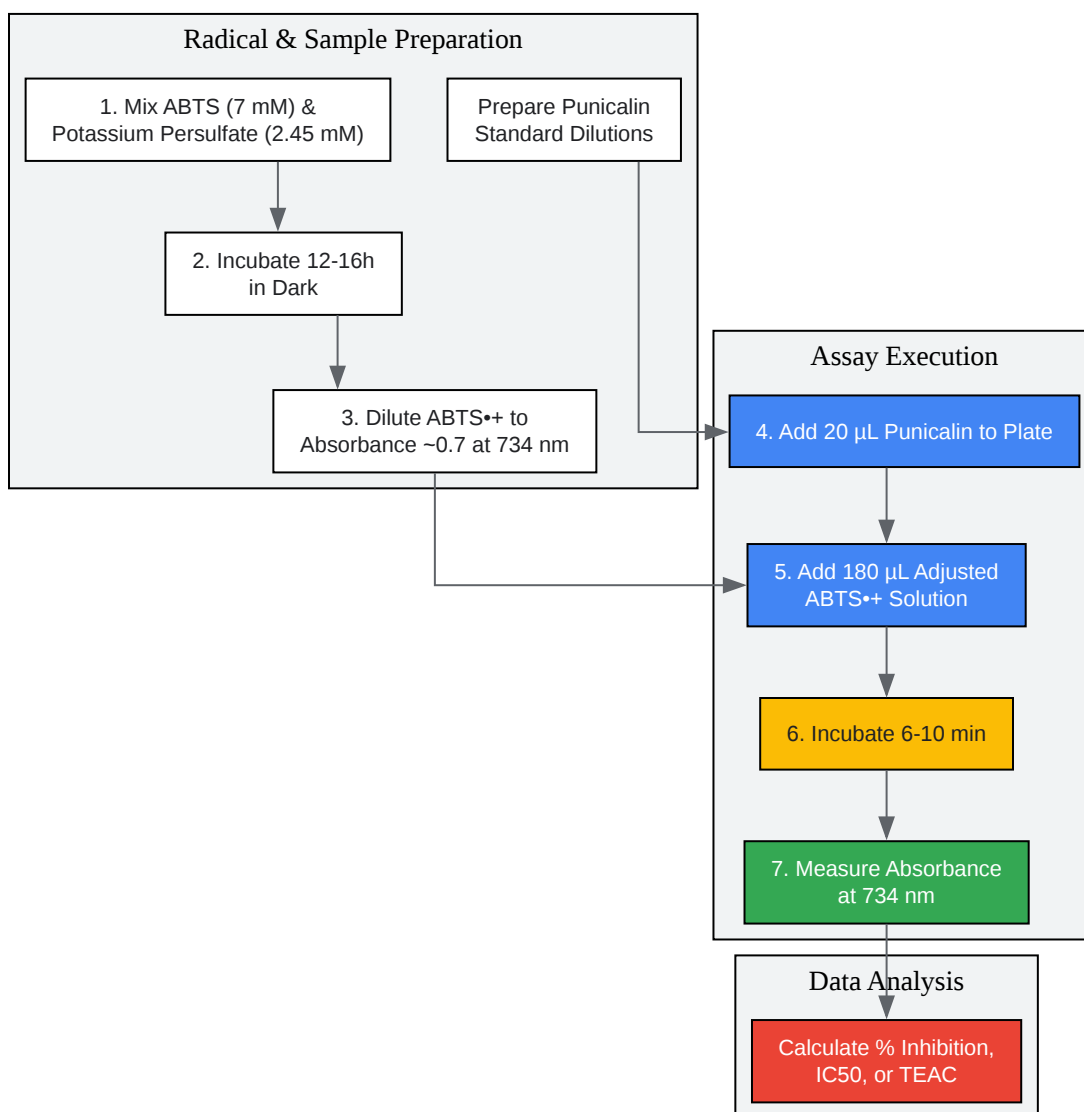 Radical & Sample Preparation
1. Mix ABTS (7 mM) &
Potassium Persulfate (2.45 mM)
Prepare Punicalin
Standard Dilutions
2. Incubate 12-16h
in Dark
3. Dilute ABTS•+ to
Absorbance ~0.7 at 734 nm
Assay Execution
4. Add 20 µL Punicalin to Plate
5. Add 180 µL Adjusted
ABTS•+ Solution
6. Incubate 6-10 min
7. Measure Absorbance
at 734 nm
Data Analysis
Calculate % Inhibition,
IC50, or TEAC